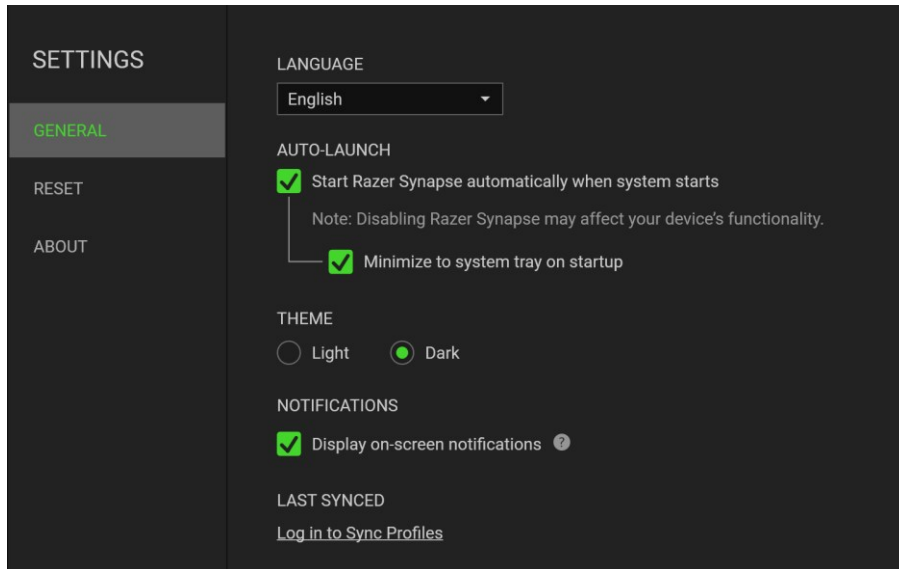 SETTINGS
GENERAL
RESET
ABOUT
LANGUAGE
English
AUTO-LAUNCH
Start Razer Synapse automatically when system starts
Note: Disabling Razer Synapse may affect your device's functionality.
Minimize to system tray on startup
THEME
Light
Dark
NOTIFICATIONS
Display on-screen notifications ?
LAST SYNCED
Log in to Sync Profiles